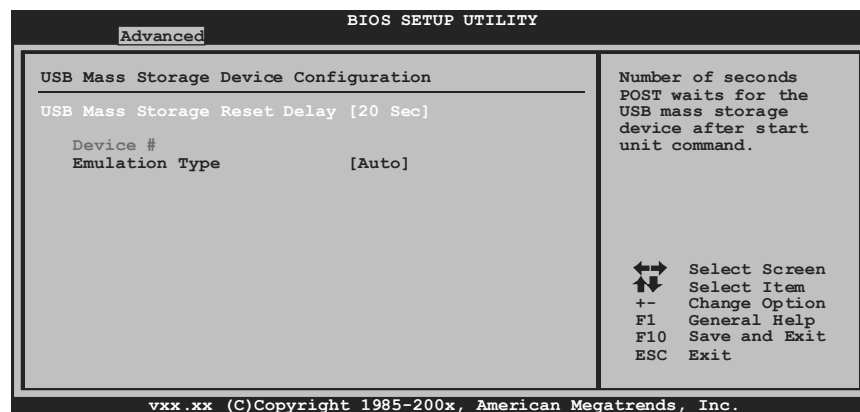 BIOS SETUP UTILITY
Advanced
USB Mass Storage Device Configuration
USB Mass Storage Reset Delay [20 Sec]
Device #
Emulation Type [Auto]
Number of seconds
POST waits for the
USB mass storage
device after start
unit command.
Select Screen
Select Item
+- Change Option
F1 General Help
F10 Save and Exit
ESC Exit
vxx.xx (C)Copyright 1985-200x, American Megatrends, Inc.